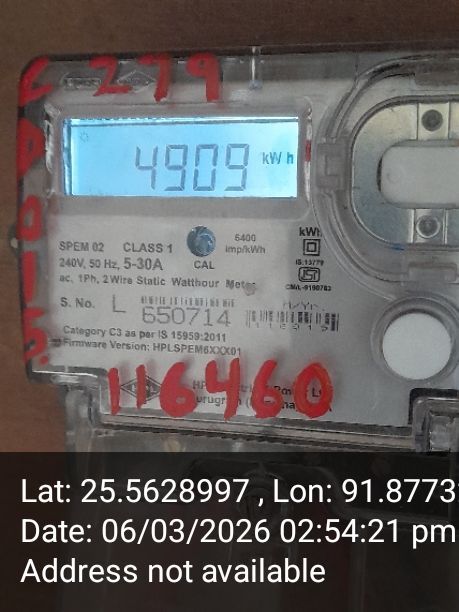 C 279
4909 kWh
SPEM 02 CLASS 1
6400 imp/kWh
240V, 50 Hz, 5-30A CAL
ac, 1Ph, 2Wire Static Watthour Meter
kWh
IS:13779
CM/L-9190783
S. No. L 650714
Category C3 as per IS 15959:2011
Firmware Version: HPLSPEM6XXX01
116460
Lat: 25.5628997 , Lon: 91.8773
Date: 06/03/2026 02:54:21 pm
Address not available